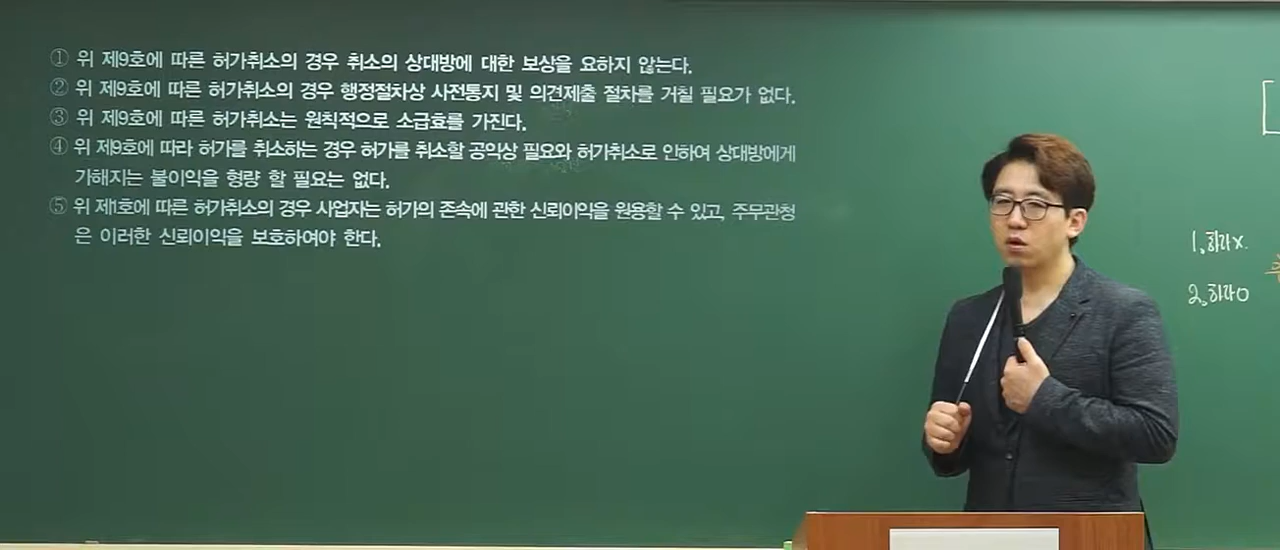 ① 위 제9호에 따른 허가취소의 경우 취소의 상대방에 대한 보상을 요하지 않는다.
② 위 제9호에 따른 허가취소의 경우 행정절차상 사전통지 및 의견제출 절차를 거칠 필요가 없다.
③ 위 제9호에 따른 허가취소는 원칙적으로 소급효를 가진다.
④ 위 제9호에 따라 허가를 취소하는 경우 허가를 취소할 공익상 필요와 허가취소로 인하여 상대방에게
가해지는 불이익을 형량 할 필요는 없다.
⑤ 위 제1호에 따른 허가취소의 경우 사업자는 허가의 존속에 관한 신뢰이익을 원용할 수 있고, 주무관청
은 이러한 신뢰이익을 보호하여야 한다.
1. 하라x.
2. 하라o